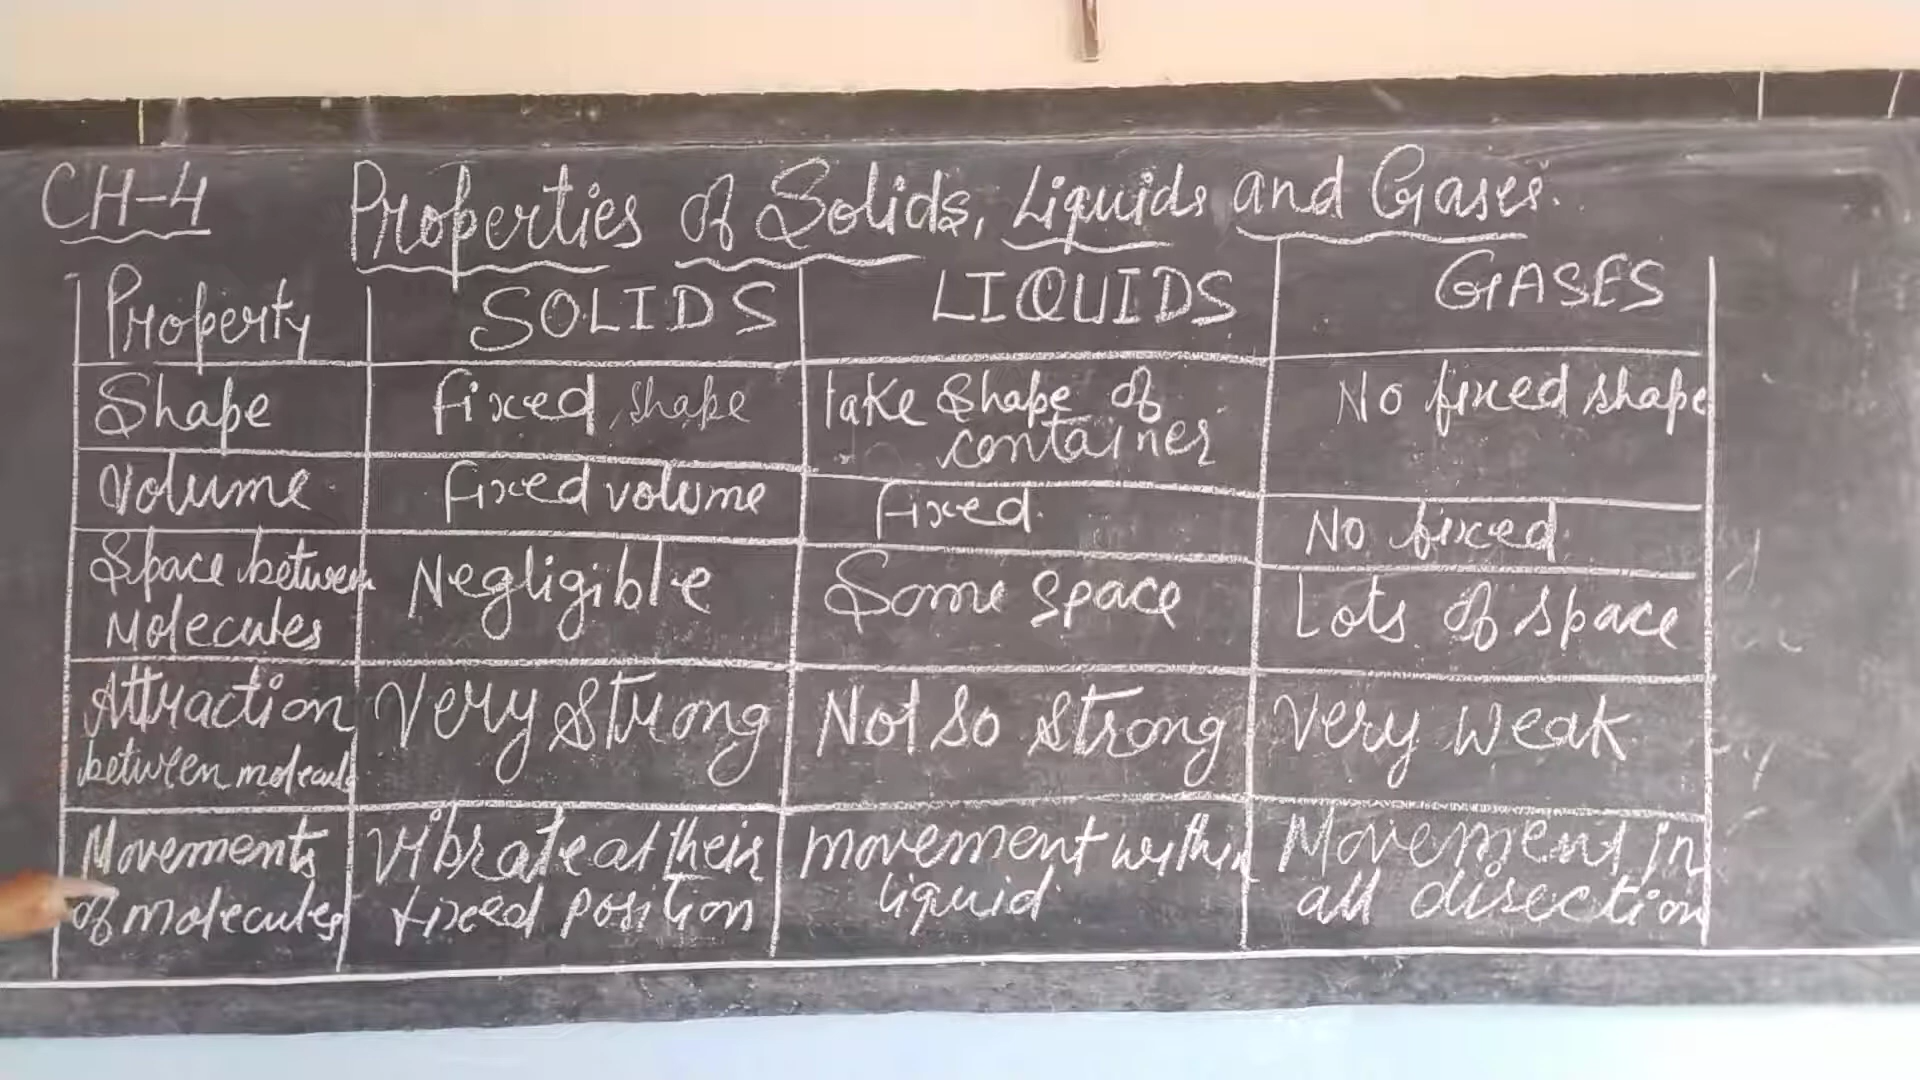 CH-4 Properties of Solids, Liquids and Gases.
Property SOLIDS LIQUIDS GASES
Shape fixed shape take shape of container No fixed shape
Volume fixed volume fixed. No fixed.
Space between Molecules Negligible Some space Lots of space
Attraction between molecule Very strong Not so strong Very weak
Movements of molecules Vibrate at their fixed position movement within liquid. Movement in all direction